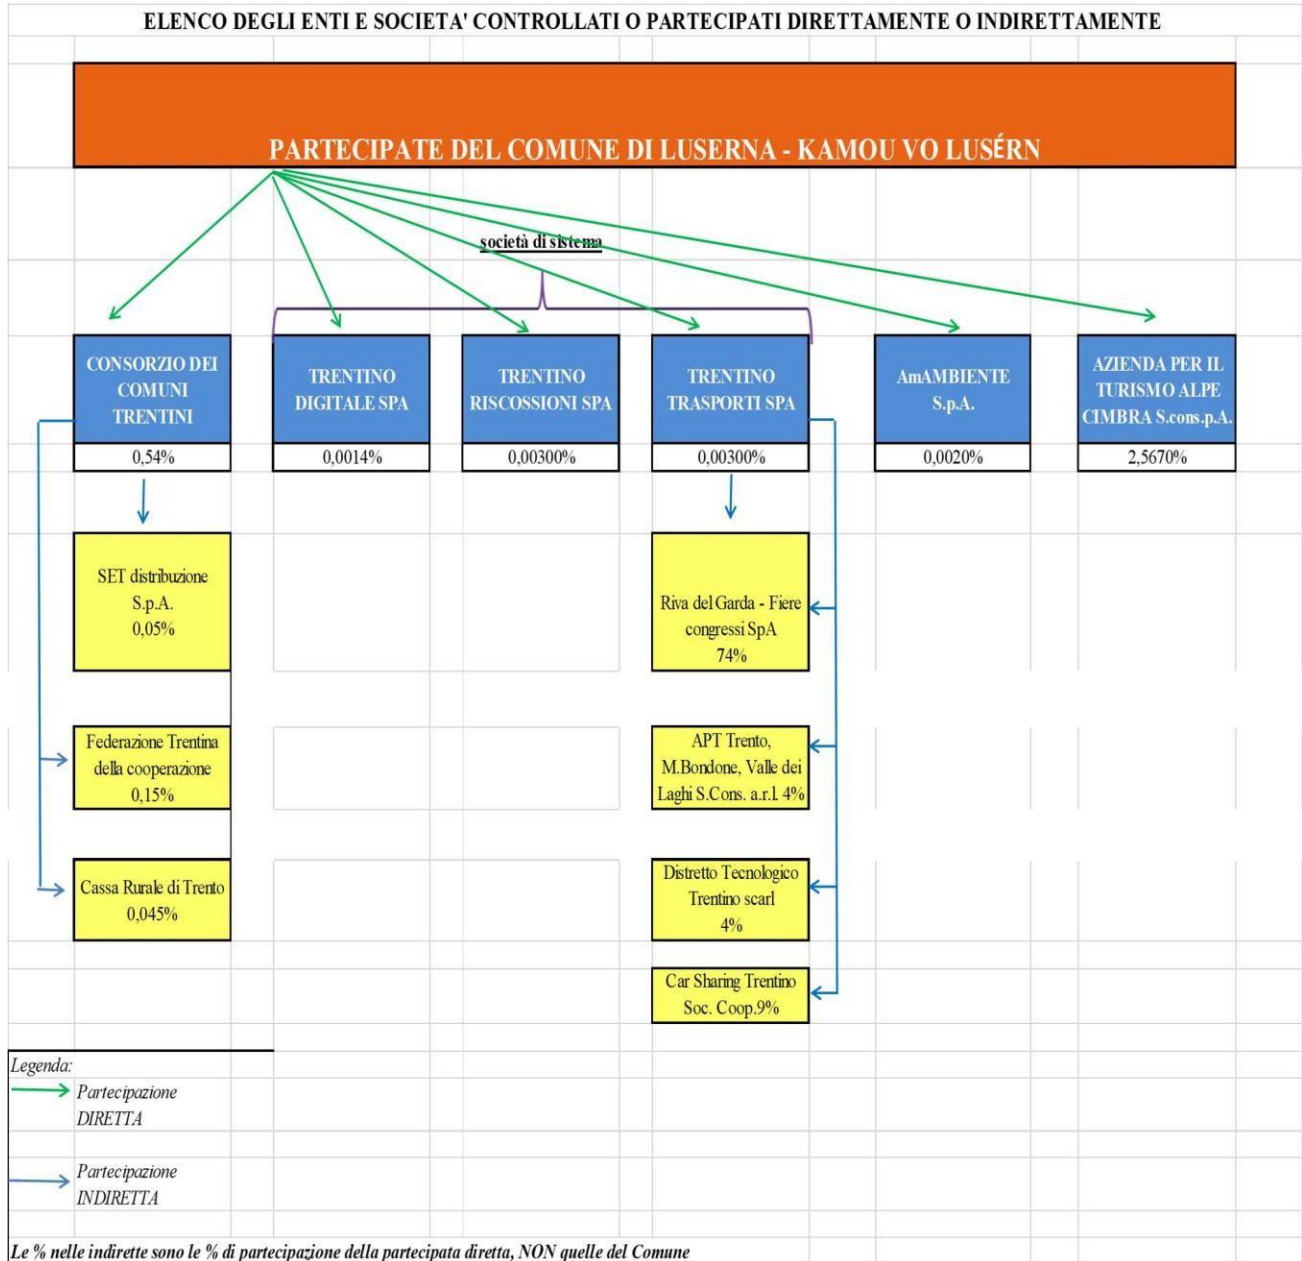 ELENCO DEGLI ENTI E SOCIETA' CONTROLLATI O PARTECIPATI DIRETTAMENTE O INDIRETTAMENTE
PARTECIPATE DEL COMUNE DI LUSERNA - KAMOU VO LUSÉRN
società di sistema
CONSORZIO DEI
COMUNI
TRENTINI
0,54%
TRENTINO
DIGITALE SPA
0,0014%
TRENTINO
RISCOSSIONI SPA
0,00300%
TRENTINO
TRASPORTI SPA
0,00300%
AmAMBIENTE
S.p.A.
0,0020%
AZIENDA PER IL
TURISMO ALPE
CIMBRA S.cons.p.A.
2,5670%
SET distribuzione
S.p.A.
0,05%
Riva del Garda - Fiere
congressi SpA
74%
Federazione Trentina
della cooperazione
0,15%
APT Trento,
M.Bondone, Valle dei
Laghi S.Cons. a.r.l. 4%
Cassa Rurale di Trento
0,045%
Distretto Tecnologico
Trentino scarl
4%
Car Sharing Trentino
Soc. Coop.9%
Legenda:
Partecipazione
DIRETTA
Partecipazione
INDIRETTA
Le % nelle indirette sono le % di partecipazione della partecipata diretta, NON quelle del Comune